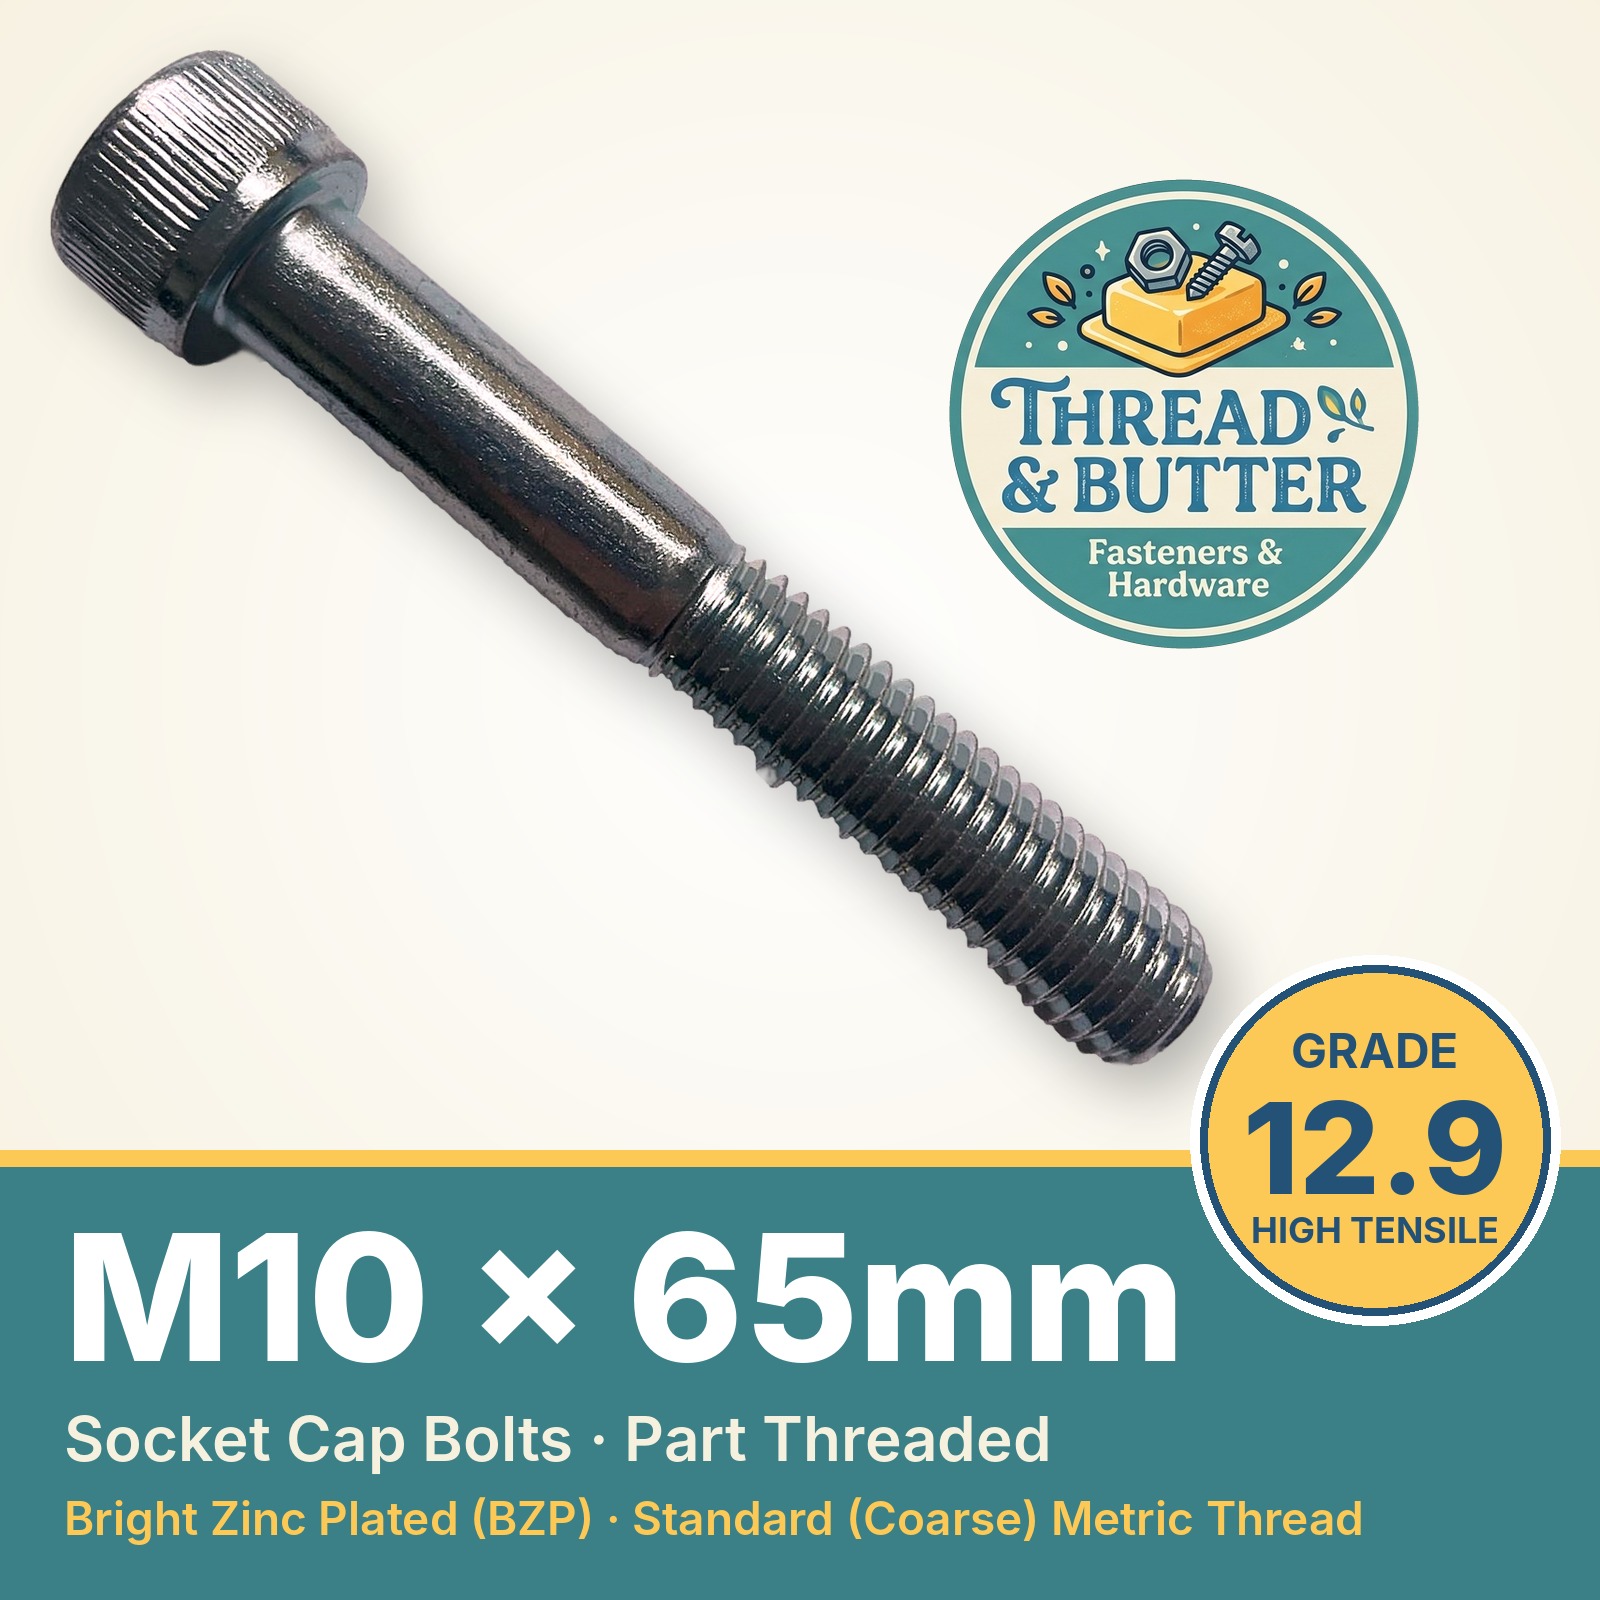 THREAD
& BUTTER
Fasteners &
Hardware
GRADE
12.9
HIGH TENSILE
M10 × 65mm
Socket Cap Bolts · Part Threaded
Bright Zinc Plated (BZP) · Standard (Coarse) Metric Thread